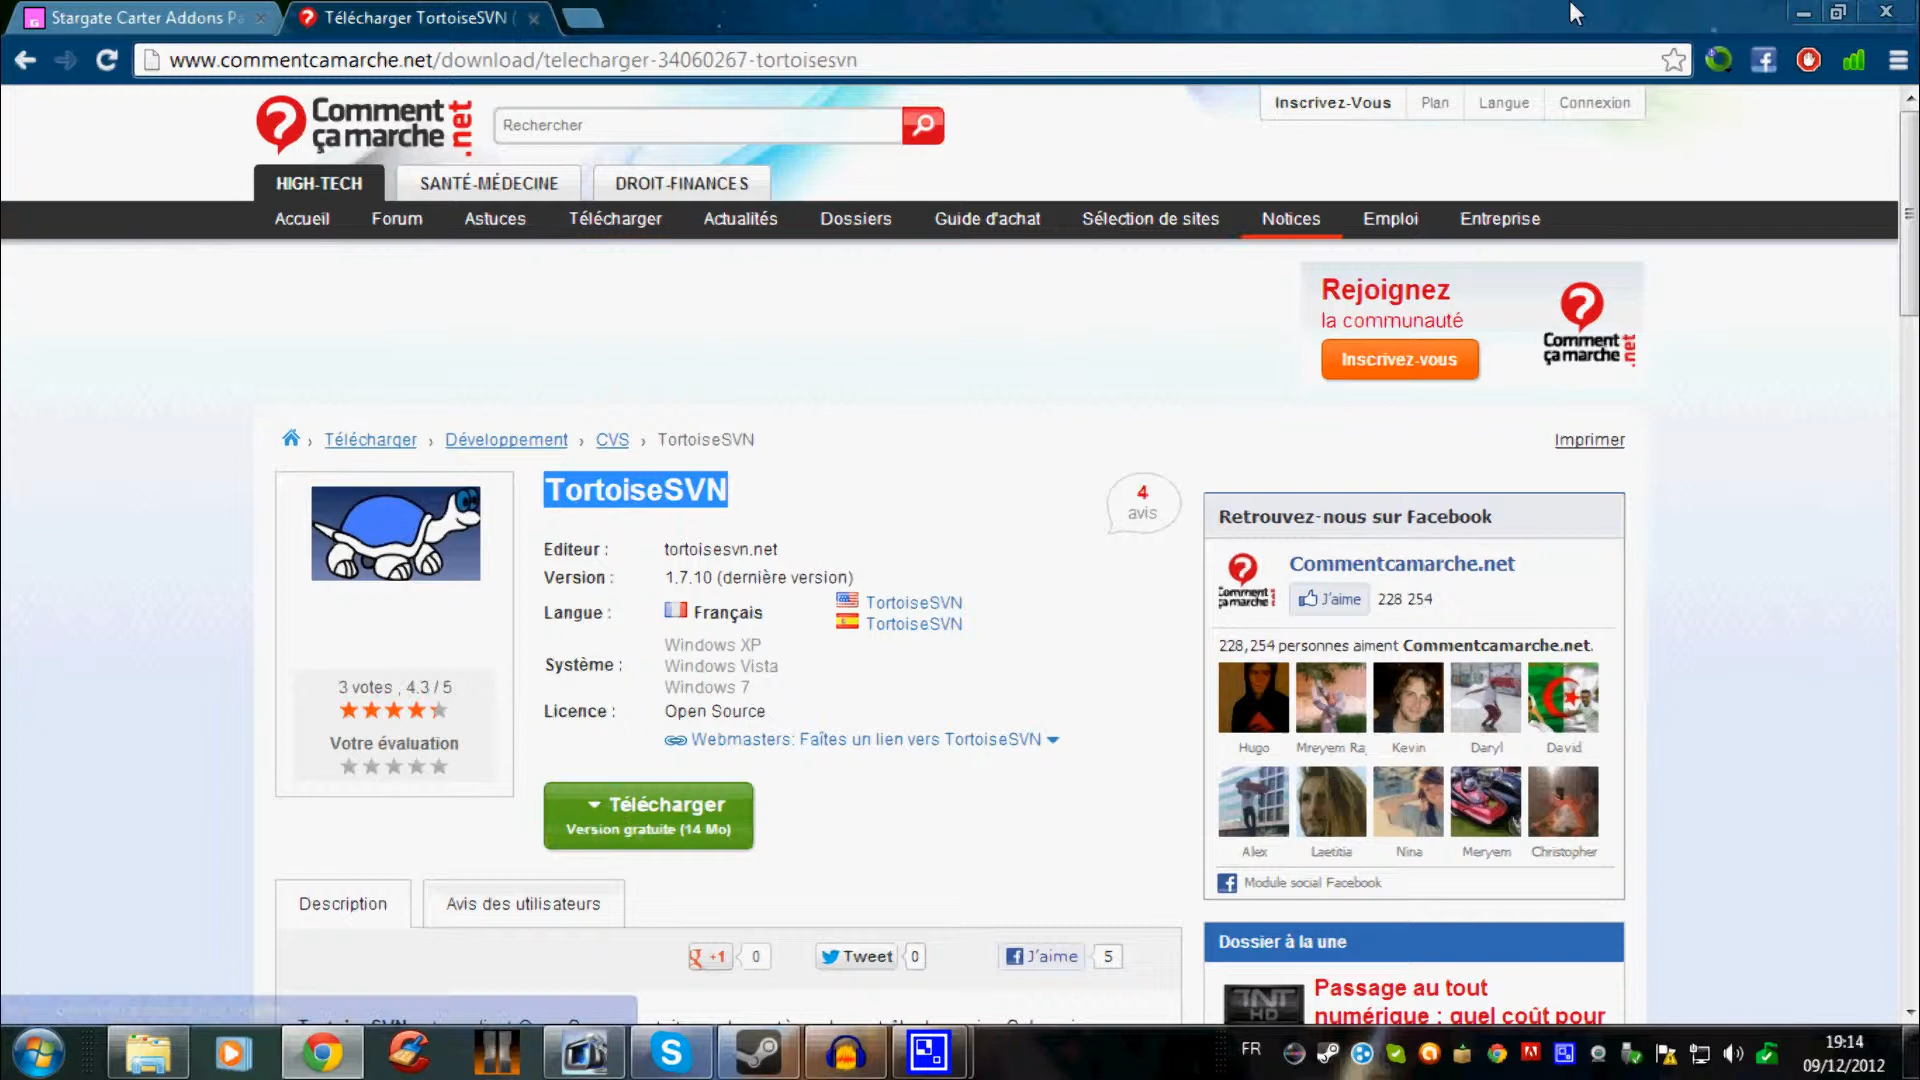 Stargate Carter Addons Pa
Télécharger TortoiseSVN (
www.commentcamarche.net/download/telecharger-34060267-tortoisesvn
Comment
ça marche
.net
Rechercher
Inscrivez-Vous
Plan
Langue
Connexion
HIGH-TECH
SANTÉ-MÉDECINE
DROIT-FINANCES
Accueil
Forum
Astuces
Télécharger
Actualités
Dossiers
Guide d'achat
Sélection de sites
Notices
Emploi
Entreprise
Rejoignez
la communauté
Inscrivez-vous
Comment
ça marche
.net
› Télécharger › Développement › CVS › TortoiseSVN
Imprimer
TortoiseSVN
4
avis
Editeur : tortoisesvn.net
Version : 1.7.10 (dernière version)
Langue : Français
TortoiseSVN
TortoiseSVN
Système :
Windows XP
Windows Vista
Windows 7
Licence : Open Source
Webmasters: Faîtes un lien vers TortoiseSVN
3 votes , 4.3 / 5
Votre évaluation
Télécharger
Version gratuite (14 Mo)
Description
Avis des utilisateurs
g +1
0
Tweet
0
J'aime
5
Retrouvez-nous sur Facebook
Comment
ça marche
Commentcamarche.net
J'aime
228 254
228,254 personnes aiment Commentcamarche.net.
Hugo
Mreyem Ra
Kevin
Daryl
David
Alex
Laetitia
Nina
Meryem
Christopher
Module social Facebook
Dossier à la une
TNT
HD
Passage au tout
numérique : quel coût pour
FR
19:14
09/12/2012